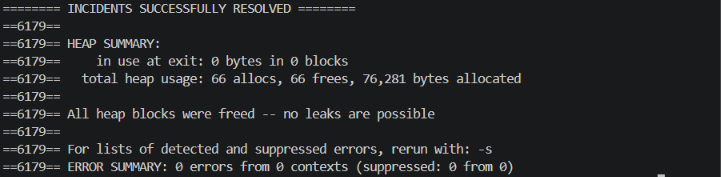 ======== INCIDENTS SUCCESSFULLY RESOLVED ========
==6179==
==6179== HEAP SUMMARY:
==6179==     in use at exit: 0 bytes in 0 blocks
==6179==   total heap usage: 66 allocs, 66 frees, 76,281 bytes allocated
==6179==
==6179== All heap blocks were freed -- no leaks are possible
==6179==
==6179== For lists of detected and suppressed errors, rerun with: -s
==6179== ERROR SUMMARY: 0 errors from 0 contexts (suppressed: 0 from 0)